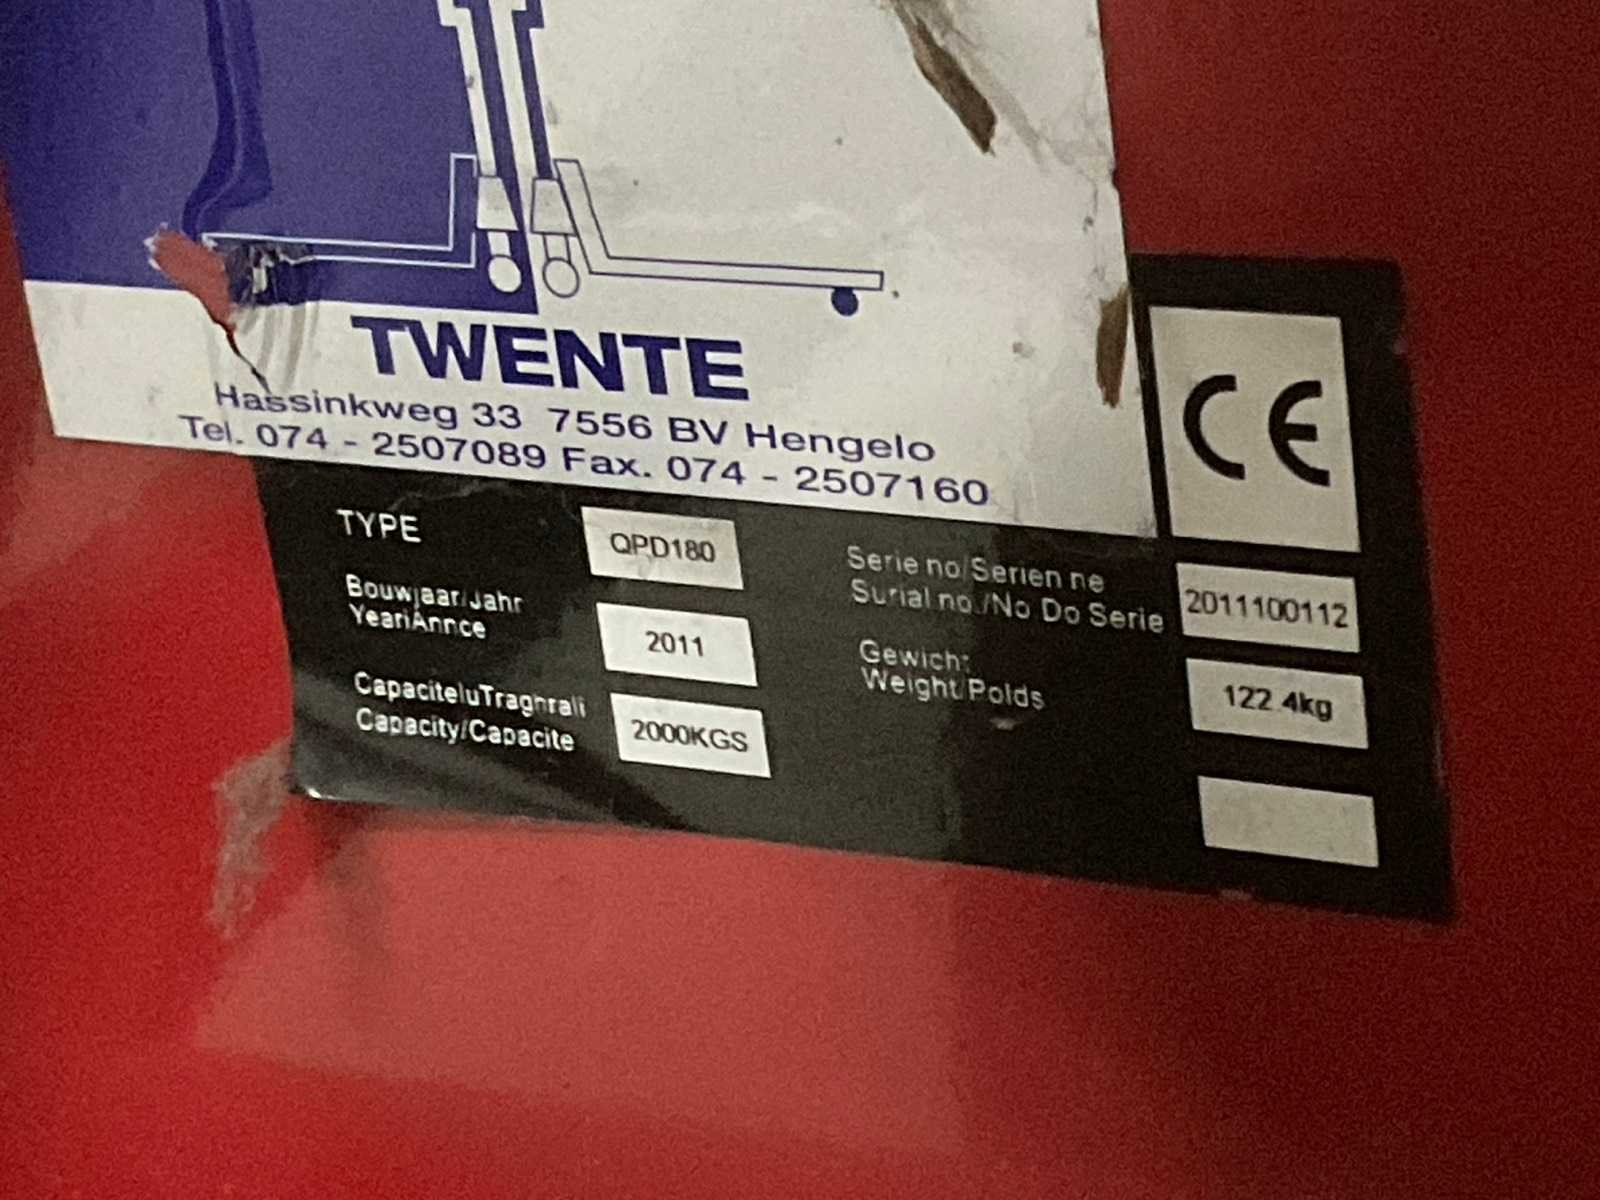 TWENTE
Hassinkweg 33 7556 BV Hengelo
Tel. 074 - 2507089 Fax. 074 - 2507160
CE
TYPE QPD180
Bouwjaar/Jahr
YeariAnnce 2011
CapaciteluTragnrali
Capacity/Capacite 2000KGS
Serie no/Serien ne
Surial no./No Do Serie 2011100112
Gewicht
Weight/Polds 122.4kg